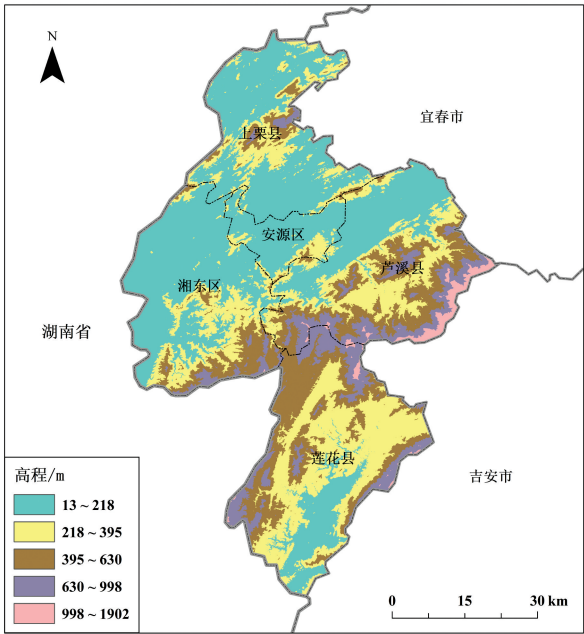 N
宜春市
上栗县
安源区
芦溪县
湘东区
湖南省
莲花县
吉安市
高程/m
13 ~ 218
218 ~ 395
395 ~ 630
630 ~ 998
998 ~ 1902
0 15 30 km